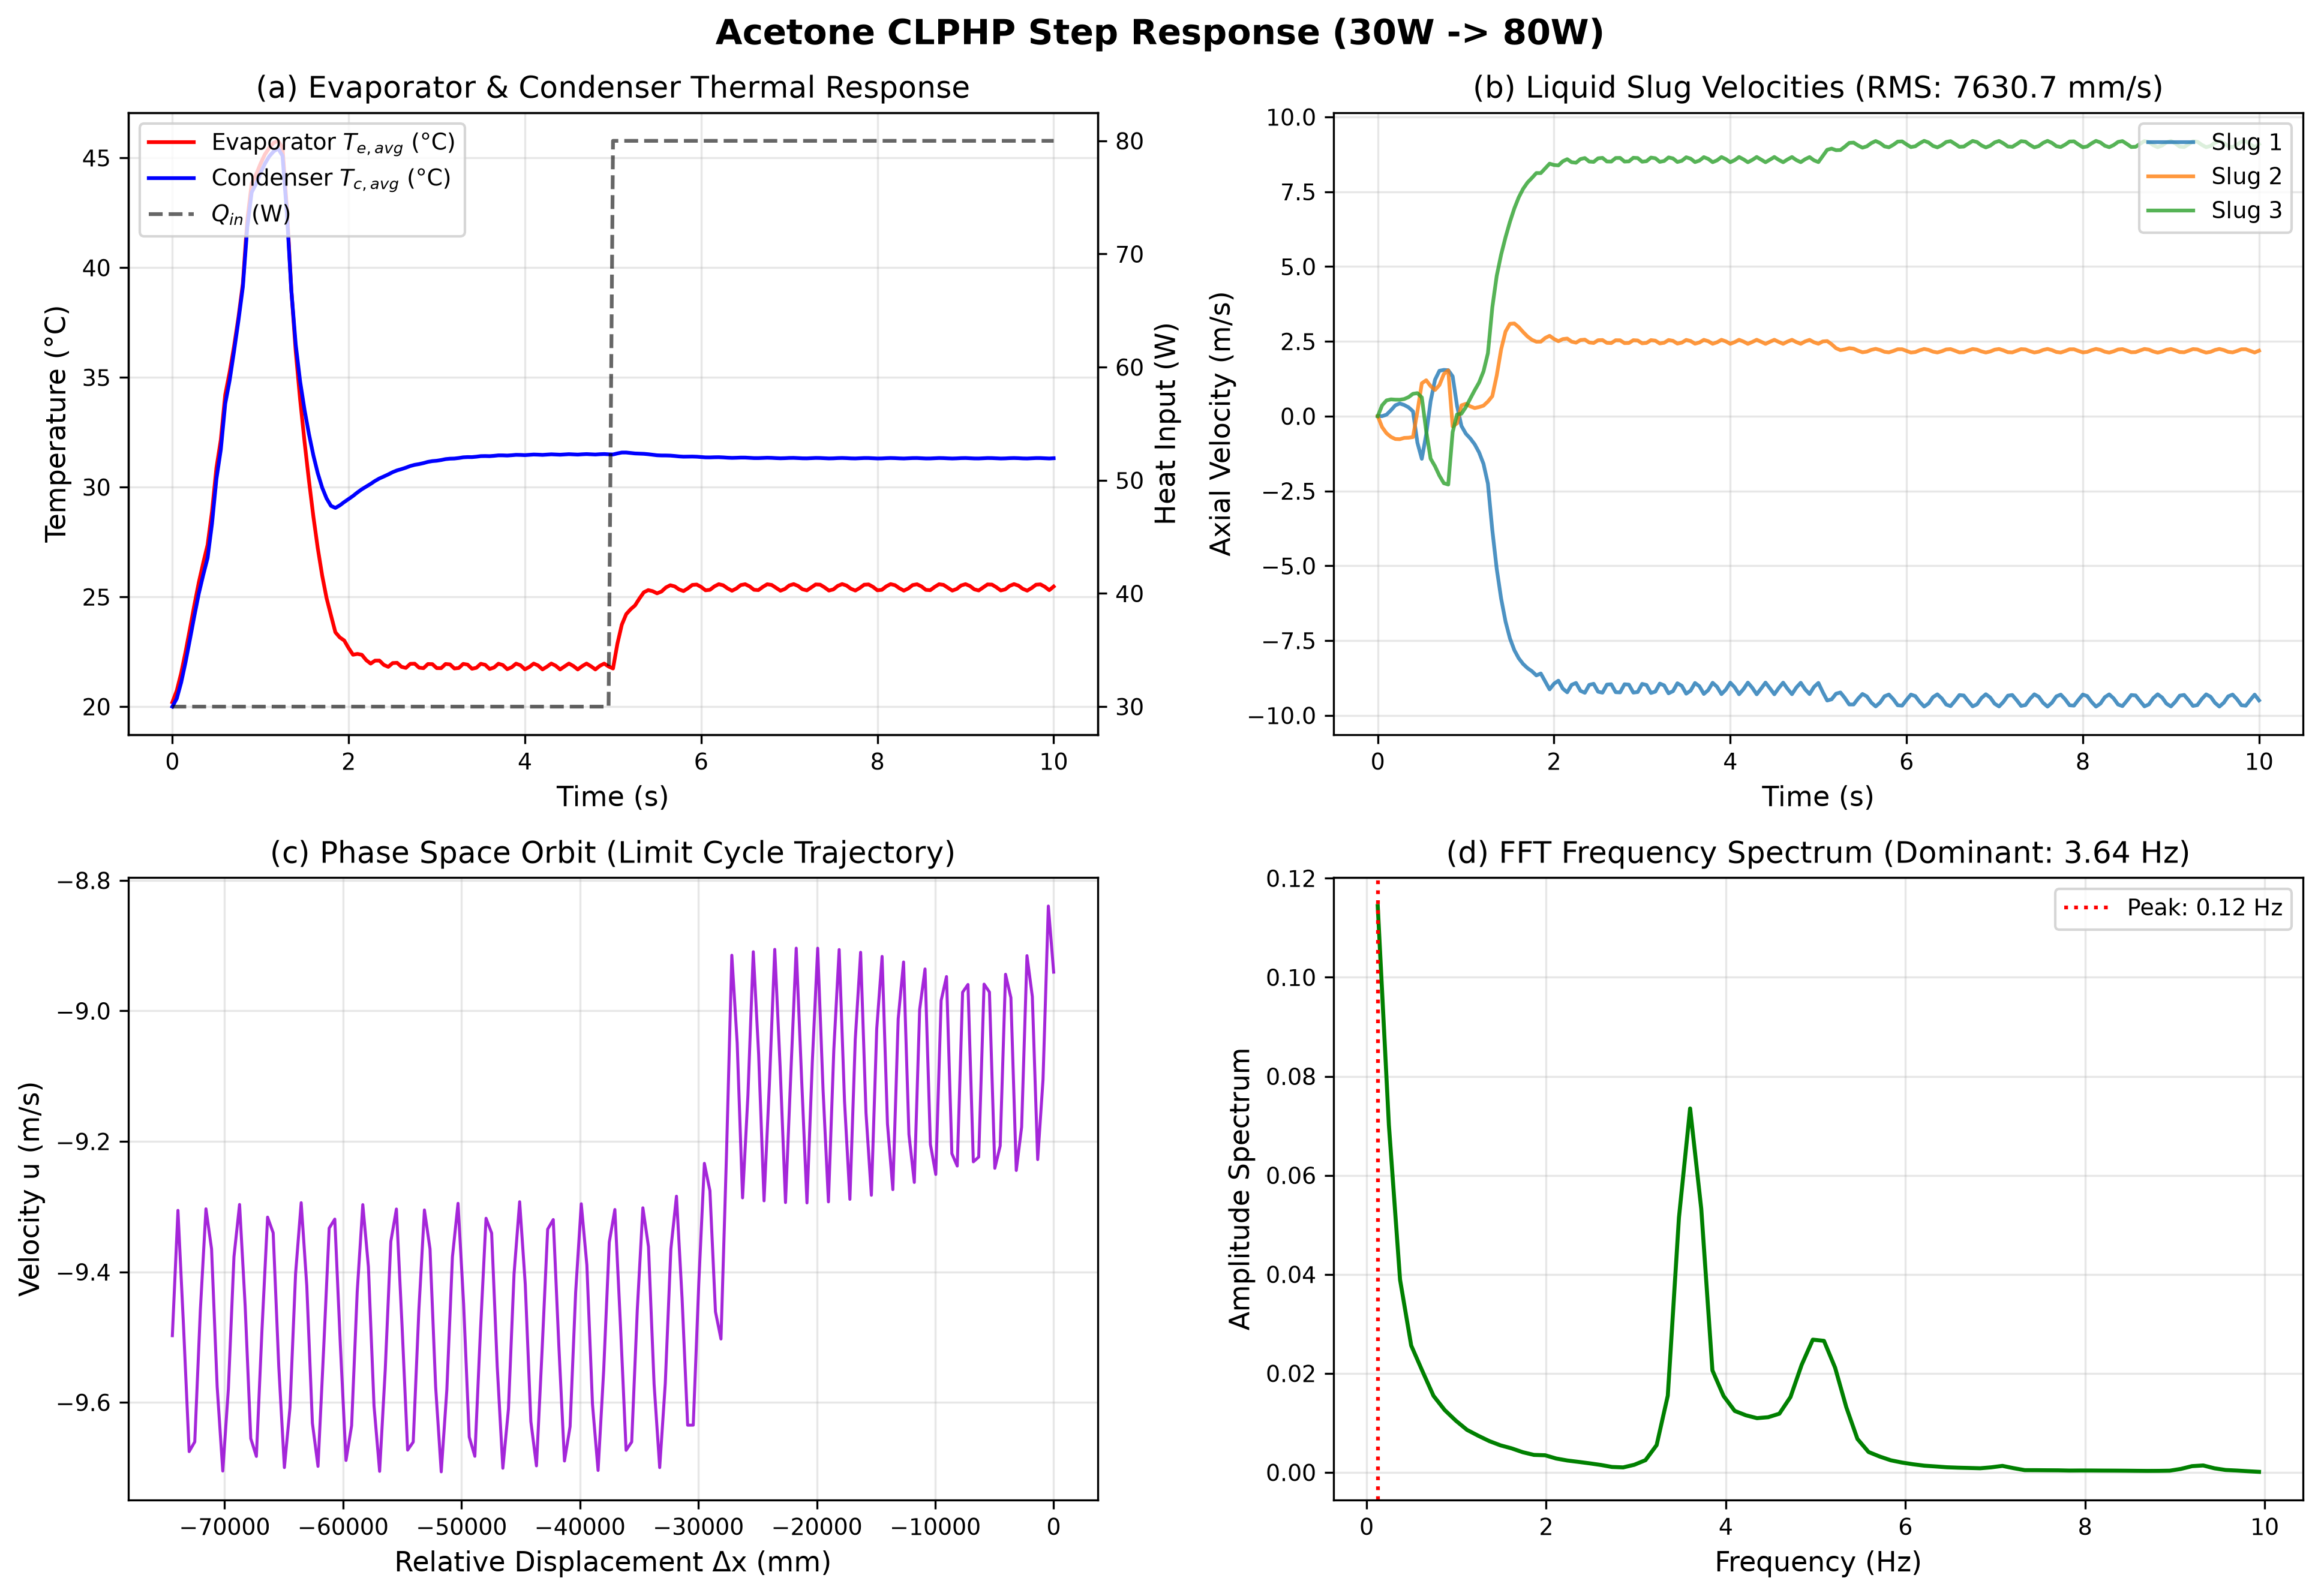 Acetone CLPHP Step Response (30W -> 80W)
(a) Evaporator & Condenser Thermal Response
Evaporator T_{e,avg} (°C)
Condenser T_{c,avg} (°C)
Q_{in} (W)
45
40
35
30
25
20
Temperature (°C)
80
70
60
50
40
30
Heat Input (W)
0 2 4 6 8 10
Time (s)
(b) Liquid Slug Velocities (RMS: 7630.7 mm/s)
Slug 1
Slug 2
Slug 3
10.0
7.5
5.0
2.5
0.0
−2.5
−5.0
−7.5
−10.0
Axial Velocity (m/s)
0 2 4 6 8 10
Time (s)
(c) Phase Space Orbit (Limit Cycle Trajectory)
−8.8
−9.0
−9.2
−9.4
−9.6
Velocity u (m/s)
−70000 −60000 −50000 −40000 −30000 −20000 −10000 0
Relative Displacement Δx (mm)
(d) FFT Frequency Spectrum (Dominant: 3.64 Hz)
Peak: 0.12 Hz
0.12
0.10
0.08
0.06
0.04
0.02
0.00
Amplitude Spectrum
0 2 4 6 8 10
Frequency (Hz)